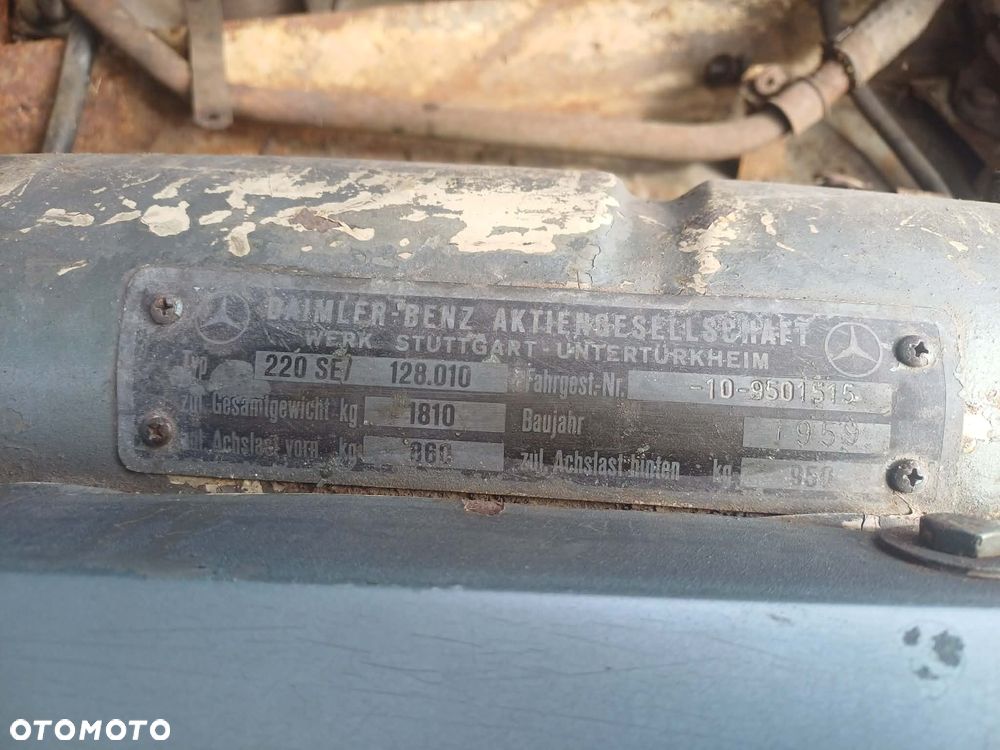 DAIMLER-BENZ AKTIENGESELLSCHAFT
WERK STUTTGART-UNTERTÜRKHEIM
Typ 220 SE/ 128.010 Fahrgest-Nr. -10-9501515
zul. Gesamtgewicht kg 1810 Baujahr 1959
zul. Achslast vorn kg 860 zul. Achslast hinten kg 950
OTOMOTO